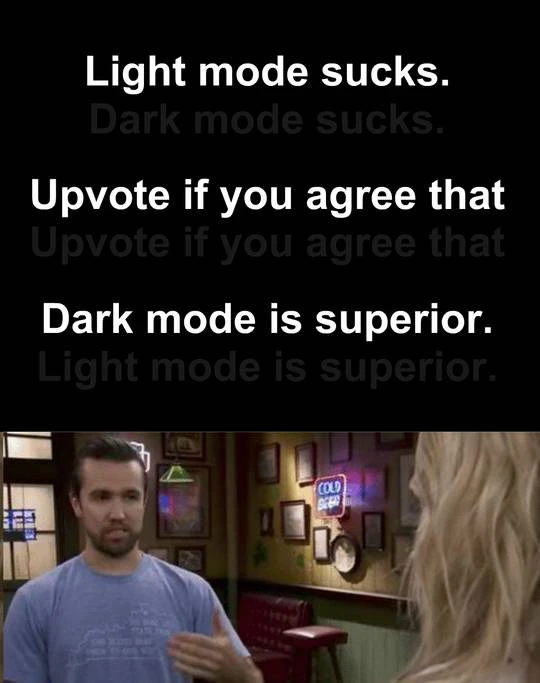 Light mode sucks.
Dark mode sucks.
Upvote if you agree that
Upvote if you agree that
Dark mode is superior.
Light mode is superior.
COLD
BEER